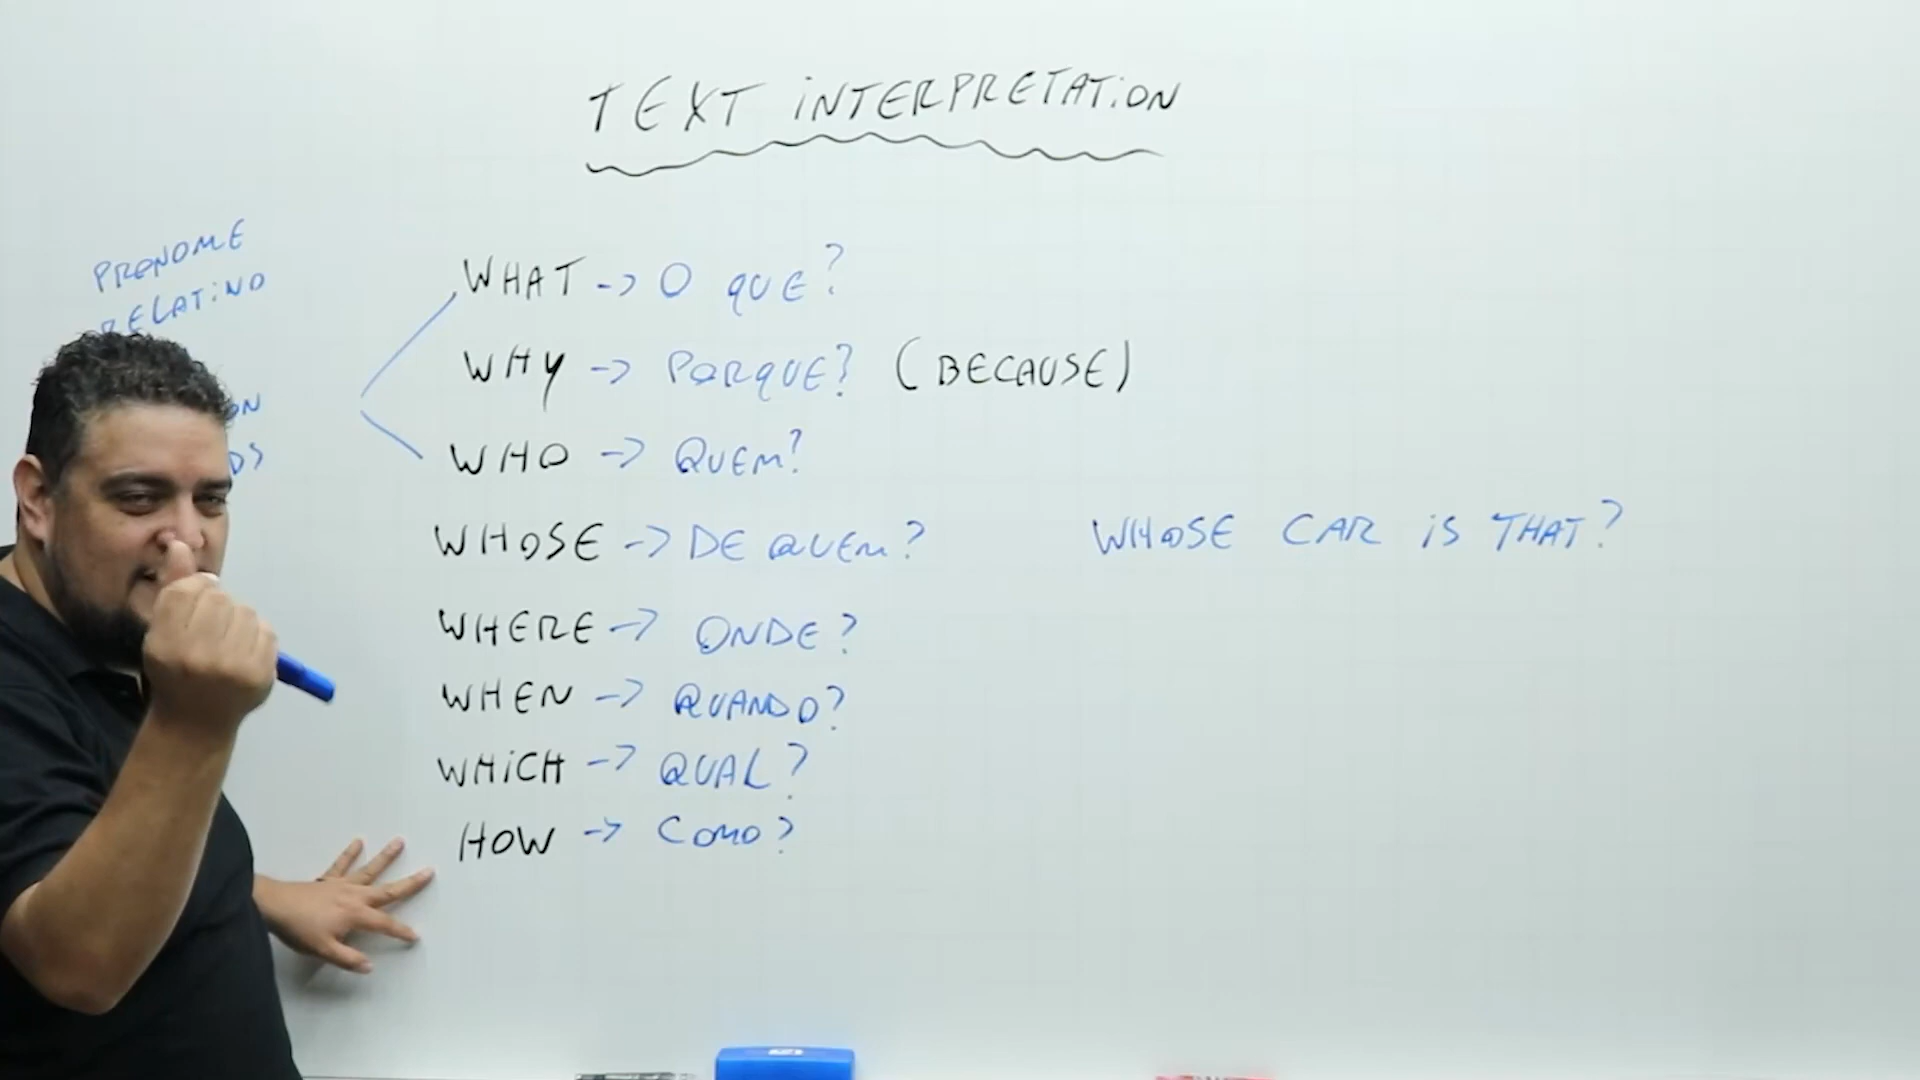 TEXT INTERPRETATION
PRONOME
RELATIVO
WHAT -> O QUE?
WHY -> PORQUE? (BECAUSE)
WHO -> QUEM?
WHOSE -> DE QUEM? WHOSE CAR IS THAT?
WHERE -> ONDE?
WHEN -> QUANDO?
WHICH -> QUAL?
HOW -> COMO?